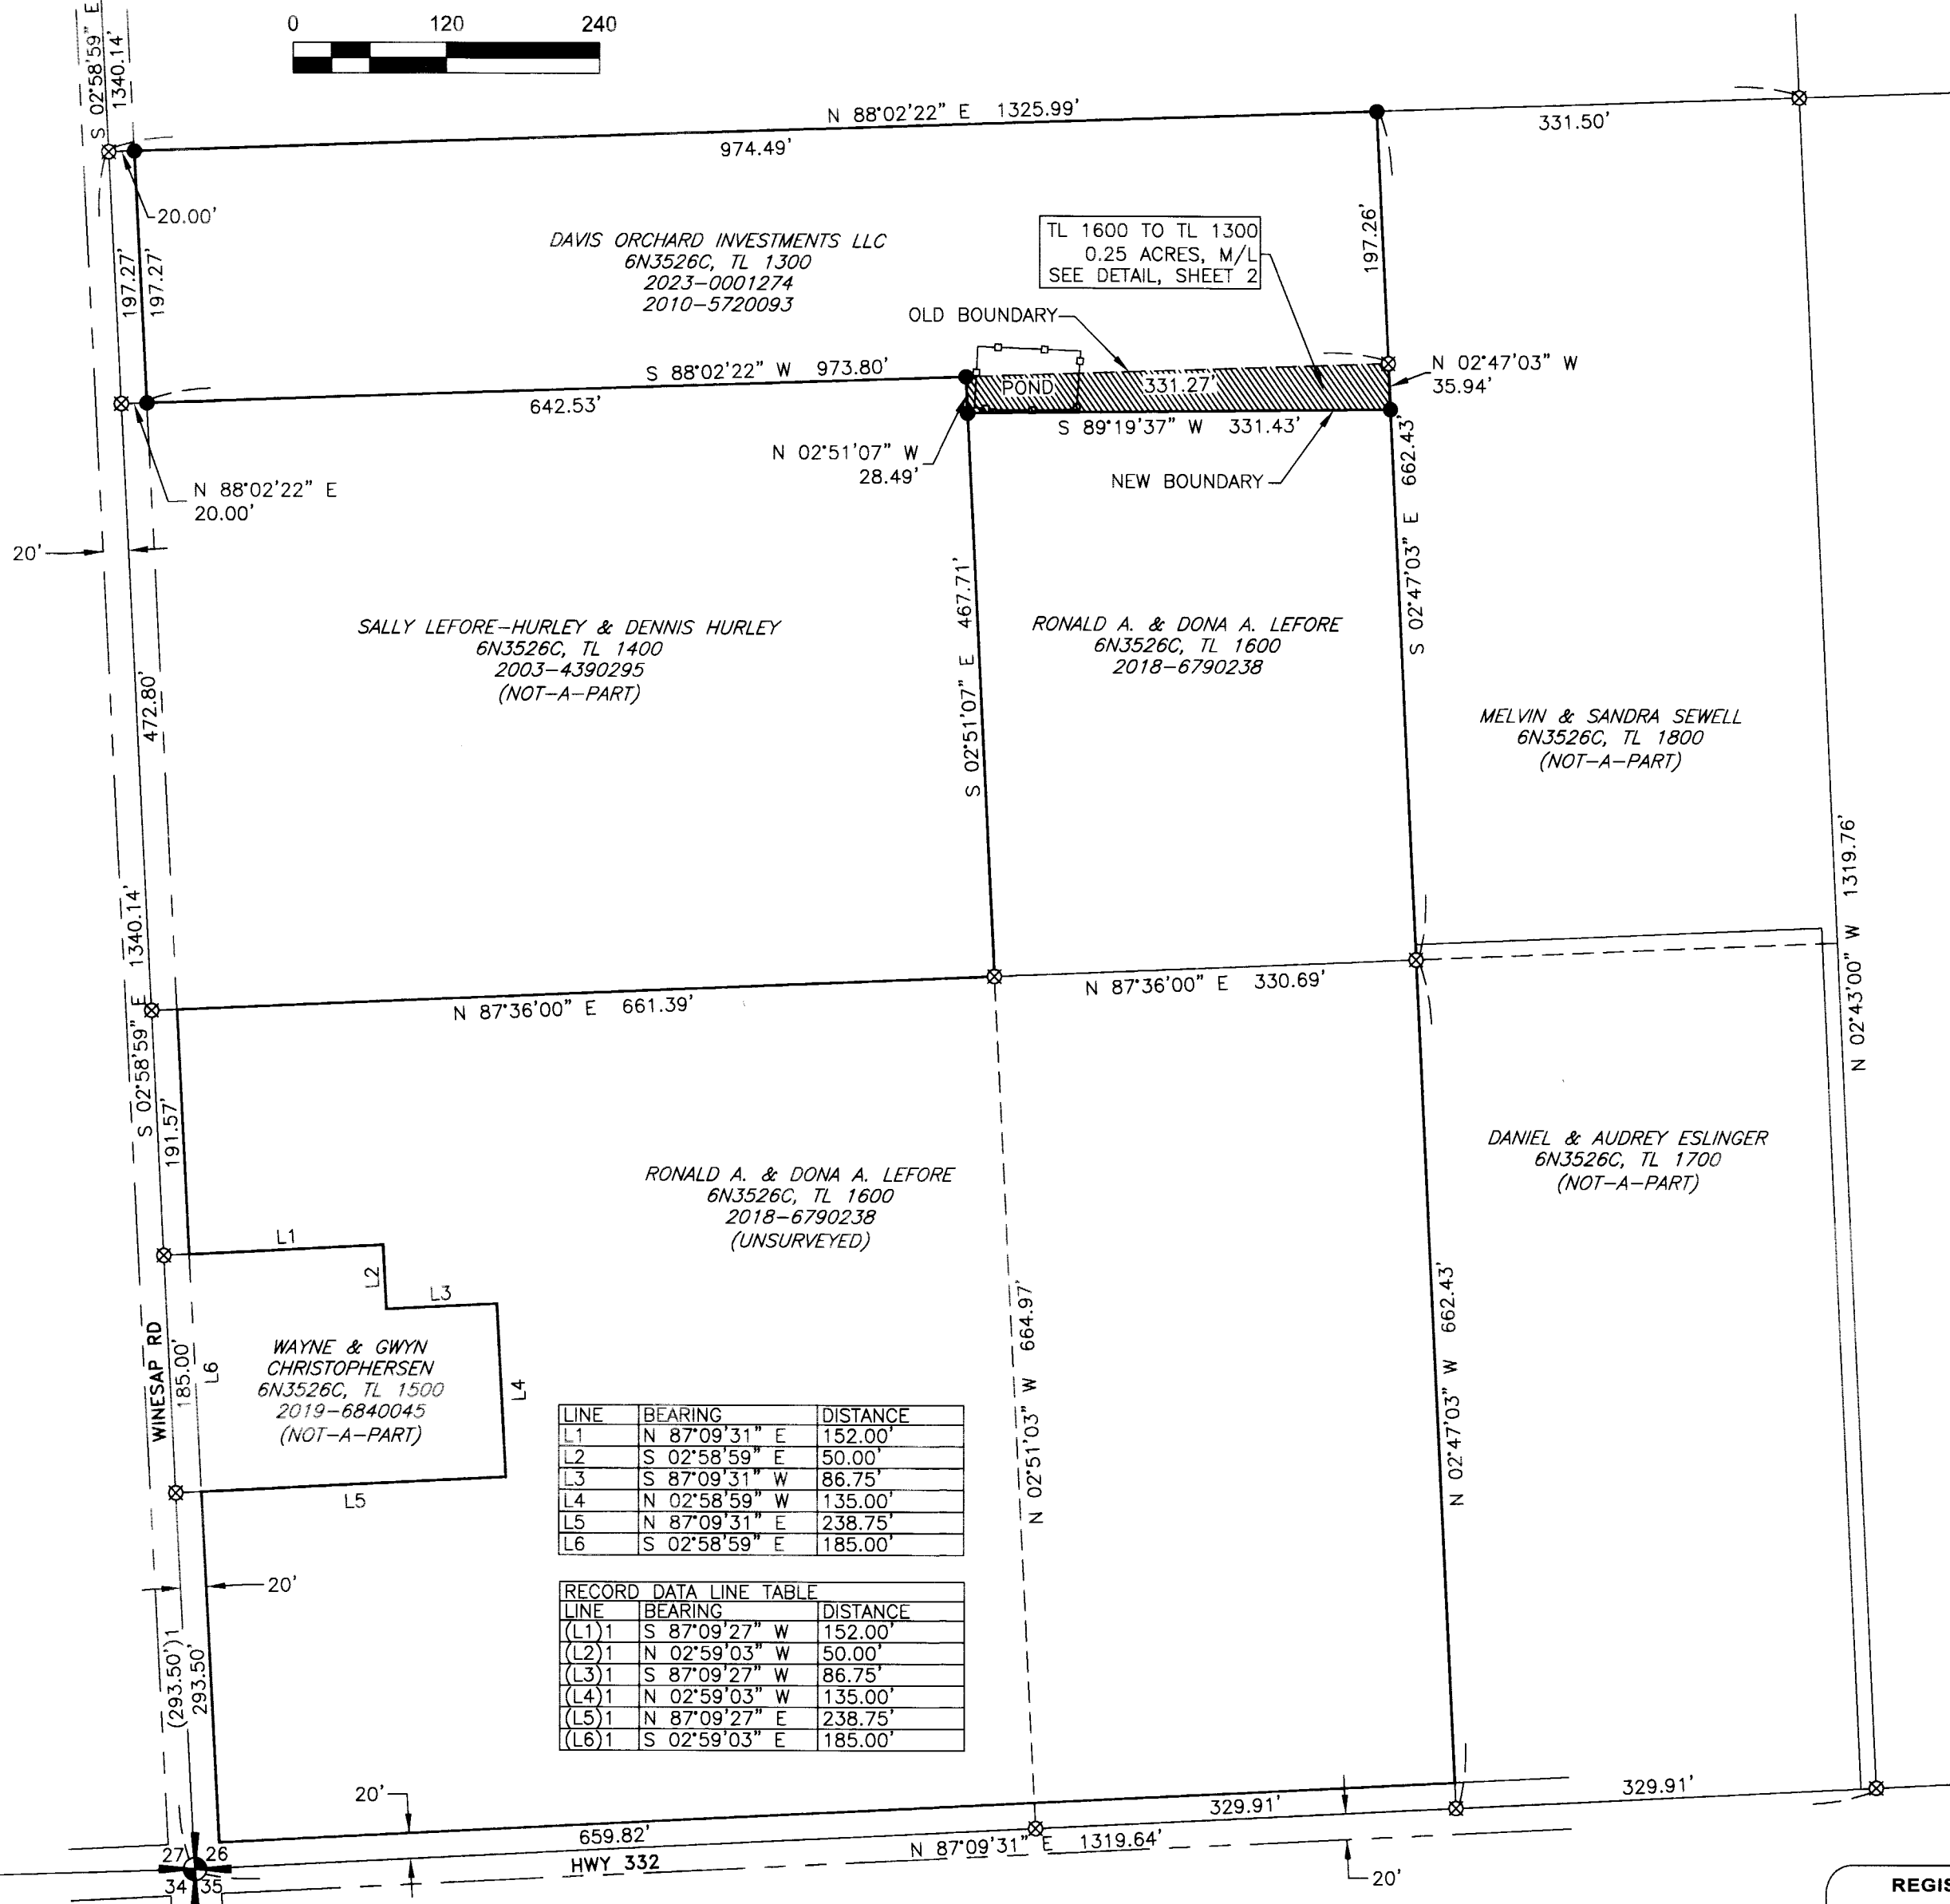 0 120 240
S 02°58'59" E
1340.14'
N 88°02'22" E 1325.99'
974.49'
331.50'
20.00'
197.27'
197.27'
197.26'
DAVIS ORCHARD INVESTMENTS LLC
6N3526C, TL 1300
2023-0001274
2010-5720093
TL 1600 TO TL 1300
0.25 ACRES, M/L
SEE DETAIL, SHEET 2
OLD BOUNDARY
S 88°02'22" W 973.80'
642.53'
POND
331.27'
N 02°47'03" W
35.94'
S 89°19'37" W 331.43'
N 02°51'07" W
28.49'
NEW BOUNDARY
N 88°02'22" E
20.00'
20'
472.80'
S 02°51'07" E 467.71'
S 02°47'03" E 662.43'
SALLY LEFORE-HURLEY & DENNIS HURLEY
6N3526C, TL 1400
2003-4390295
(NOT-A-PART)
RONALD A. & DONA A. LEFORE
6N3526C, TL 1600
2018-6790238
MELVIN & SANDRA SEWELL
6N3526C, TL 1800
(NOT-A-PART)
N 02°43'00" W 1319.76'
S 02°58'59" E 1340.14'
N 87°36'00" E 661.39'
N 87°36'00" E 330.69'
191.57'
RONALD A. & DONA A. LEFORE
6N3526C, TL 1600
2018-6790238
(UNSURVEYED)
DANIEL & AUDREY ESLINGER
6N3526C, TL 1700
(NOT-A-PART)
L1
L2
L3
L4
L5
L6
WINESAP RD
185.00'
WAYNE & GWYN
CHRISTOPHERSEN
6N3526C, TL 1500
2019-6840045
(NOT-A-PART)
N 02°51'03" W 664.97'
N 02°47'03" W 662.43'
LINE BEARING DISTANCE
L1 N 87°09'31" E 152.00'
L2 S 02°58'59" E 50.00'
L3 S 87°09'31" W 86.75'
L4 N 02°58'59" W 135.00'
L5 N 87°09'31" E 238.75'
L6 S 02°58'59" E 185.00'
RECORD DATA LINE TABLE
LINE BEARING DISTANCE
(L1)1 S 87°09'27" W 152.00'
(L2)1 N 02°59'03" W 50.00'
(L3)1 S 87°09'27" W 86.75'
(L4)1 N 02°59'03" W 135.00'
(L5)1 N 87°09'27" E 238.75'
(L6)1 S 02°59'03" E 185.00'
20'
(293.50')1
293.50'
20'
659.82'
329.91'
329.91'
N 87°09'31" E 1319.64'
HWY 332
20'
27 26
34 35
REGIS